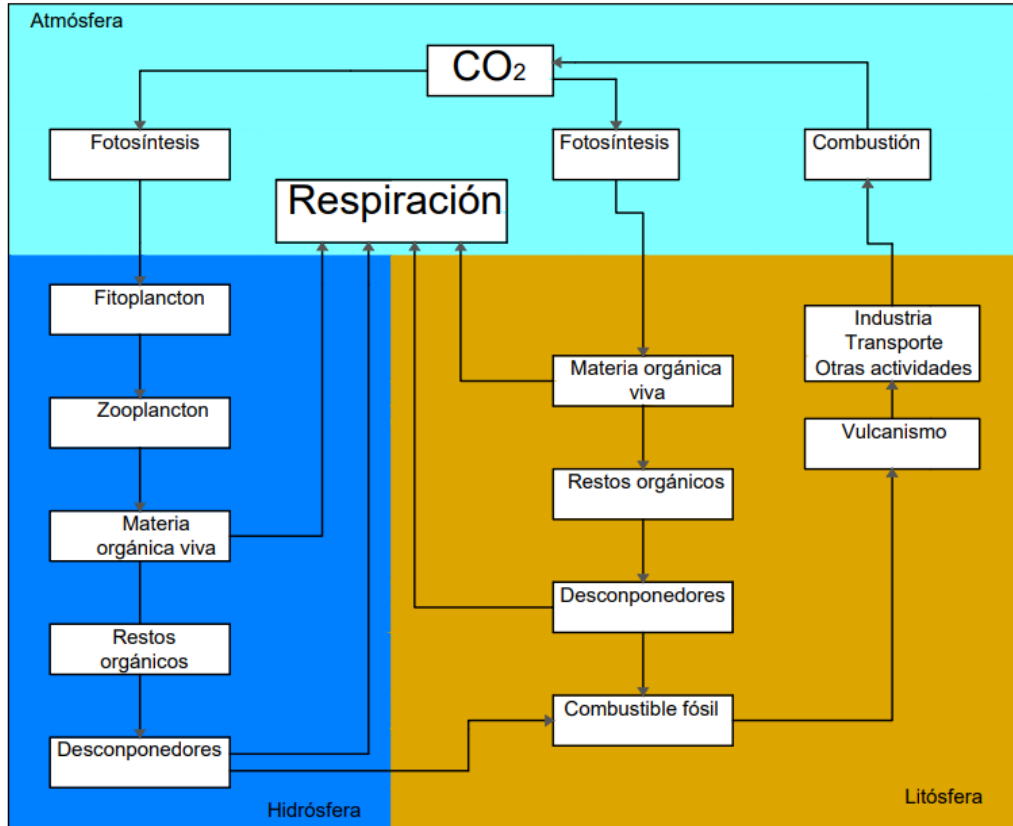 Atmósfera
CO2
Fotosíntesis
Fotosíntesis
Combustión
Respiración
Fitoplancton
Zooplancton
Materia
orgánica viva
Restos
orgánicos
Desconponedores
Hidrósfera
Materia orgánica
viva
Restos orgánicos
Desconponedores
Combustible fósil
Industria
Transporte
Otras actividades
Vulcanismo
Litósfera